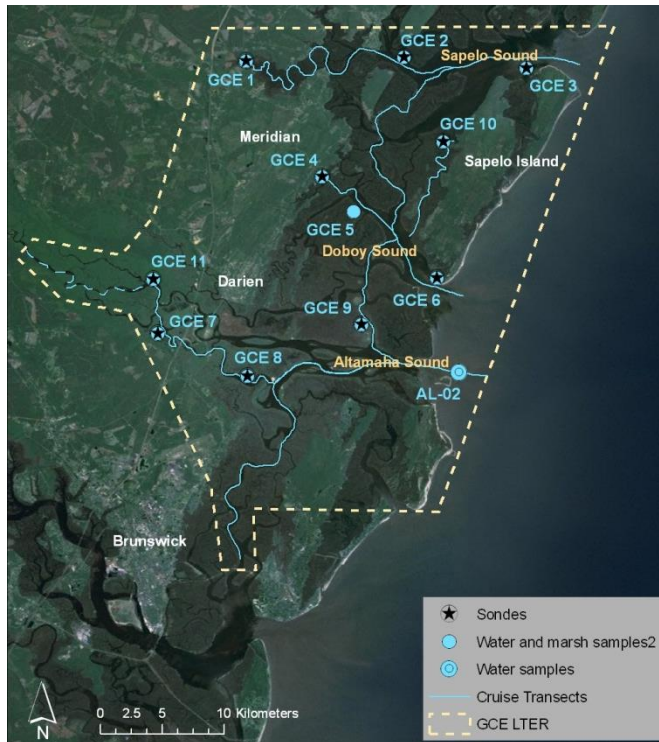 GCE 2
Sapelo Sound
GCE 1
GCE 3
GCE 10
Meridian
GCE 4
Sapelo Island
GCE 5
Doboy Sound
GCE 11
Darien
GCE 6
GCE 9
GCE 7
GCE 8
Altamaha Sound
AL-02
Brunswick
Sondes
Water and marsh samples2
Water samples
Cruise Transects
GCE LTER
0 2.5 5 10 Kilometers
N